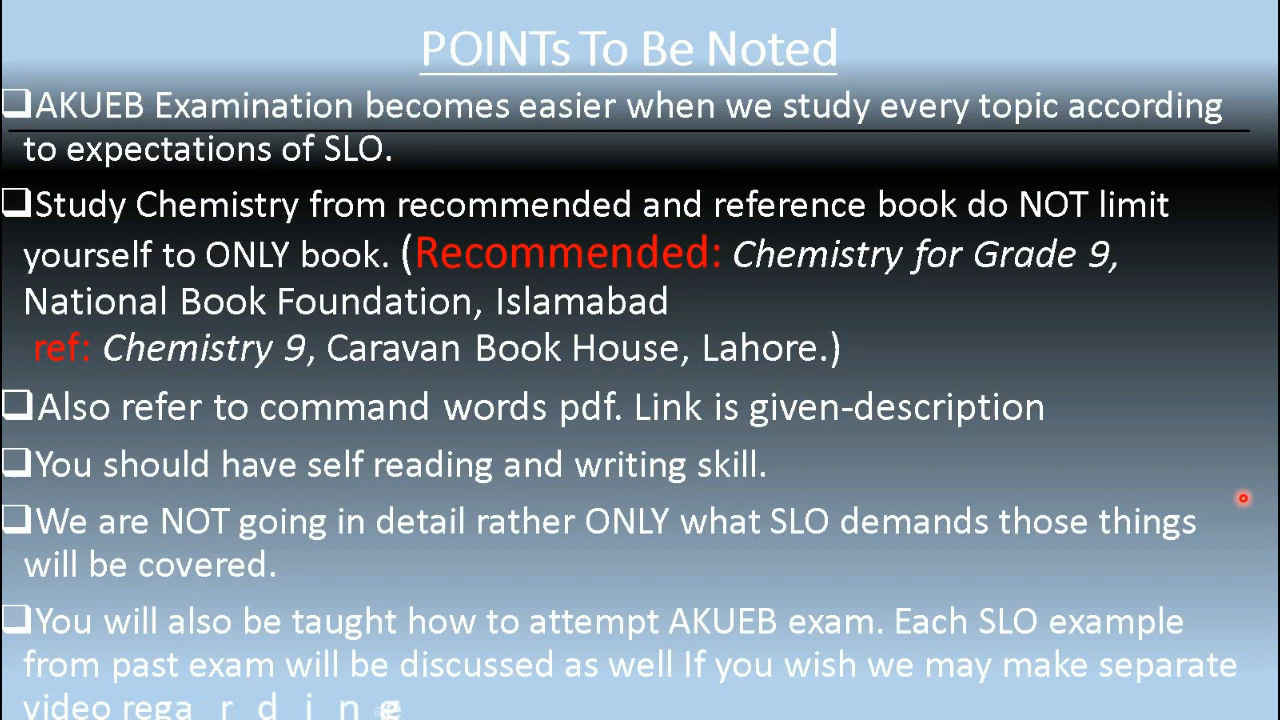 POINTs To Be Noted
❑AKUEB Examination becomes easier when we study every topic according
to expectations of SLO.
❑Study Chemistry from recommended and reference book do NOT limit
yourself to ONLY book. (Recommended: Chemistry for Grade 9,
National Book Foundation, Islamabad
ref: Chemistry 9, Caravan Book House, Lahore.)
❑Also refer to command words pdf. Link is given-description
❑You should have self reading and writing skill.
❑We are NOT going in detail rather ONLY what SLO demands those things
will be covered.
❑You will also be taught how to attempt AKUEB exam. Each SLO example
from past exam will be discussed as well If you wish we may make separate
video rega r d i n g